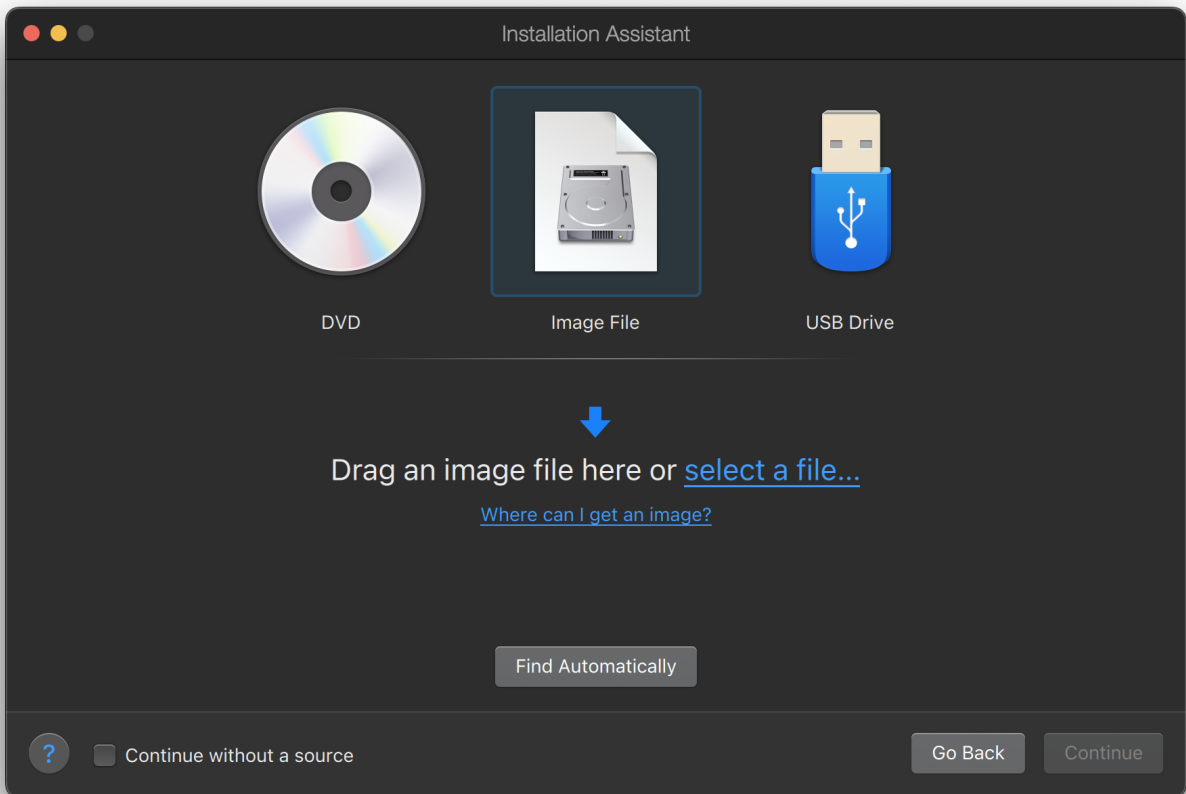 Installation Assistant
DVD
Image File
USB Drive
Drag an image file here or select a file...
Where can I get an image?
Find Automatically
?
Continue without a source
Go Back
Continue